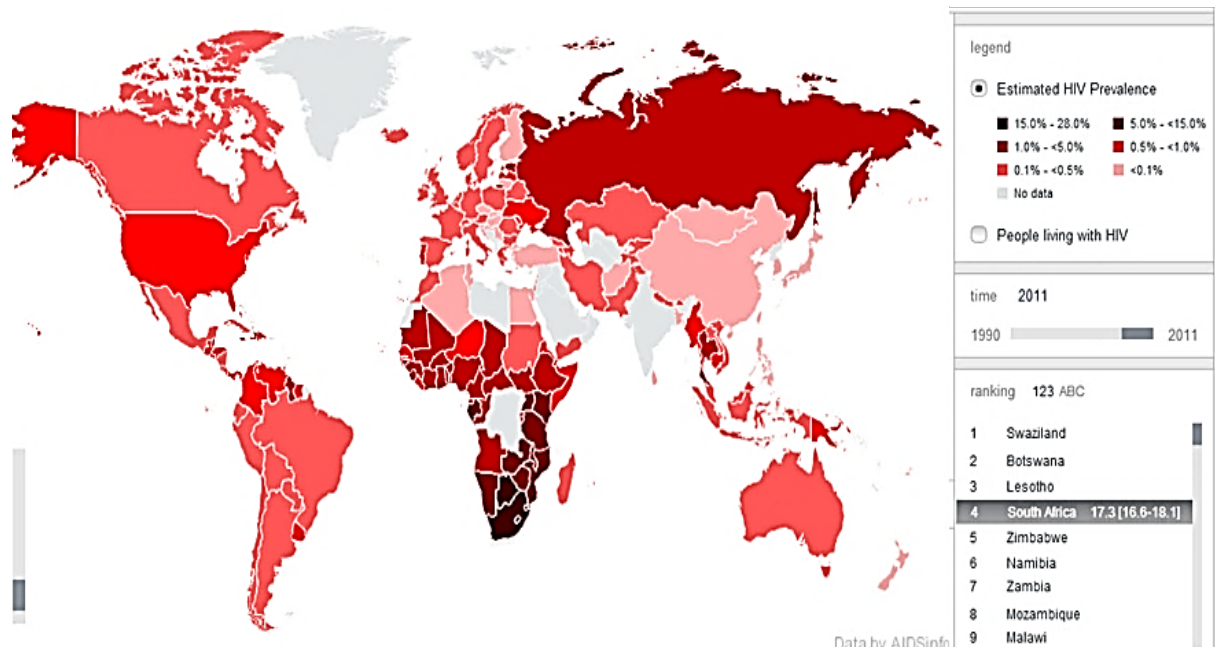 legend
Estimated HIV Prevalence
15.0% - 28.0% 5.0% - <15.0%
1.0% - <5.0% 0.5% - <1.0%
0.1% - <0.5% <0.1%
No data
People living with HIV
time 2011
1990 2011
ranking 123 ABC
1 Swaziland
2 Botswana
3 Lesotho
4 South Africa 17.3 [16.6-18.1]
5 Zimbabwe
6 Namibia
7 Zambia
8 Mozambique
9 Malawi
Data by AIDSinfo